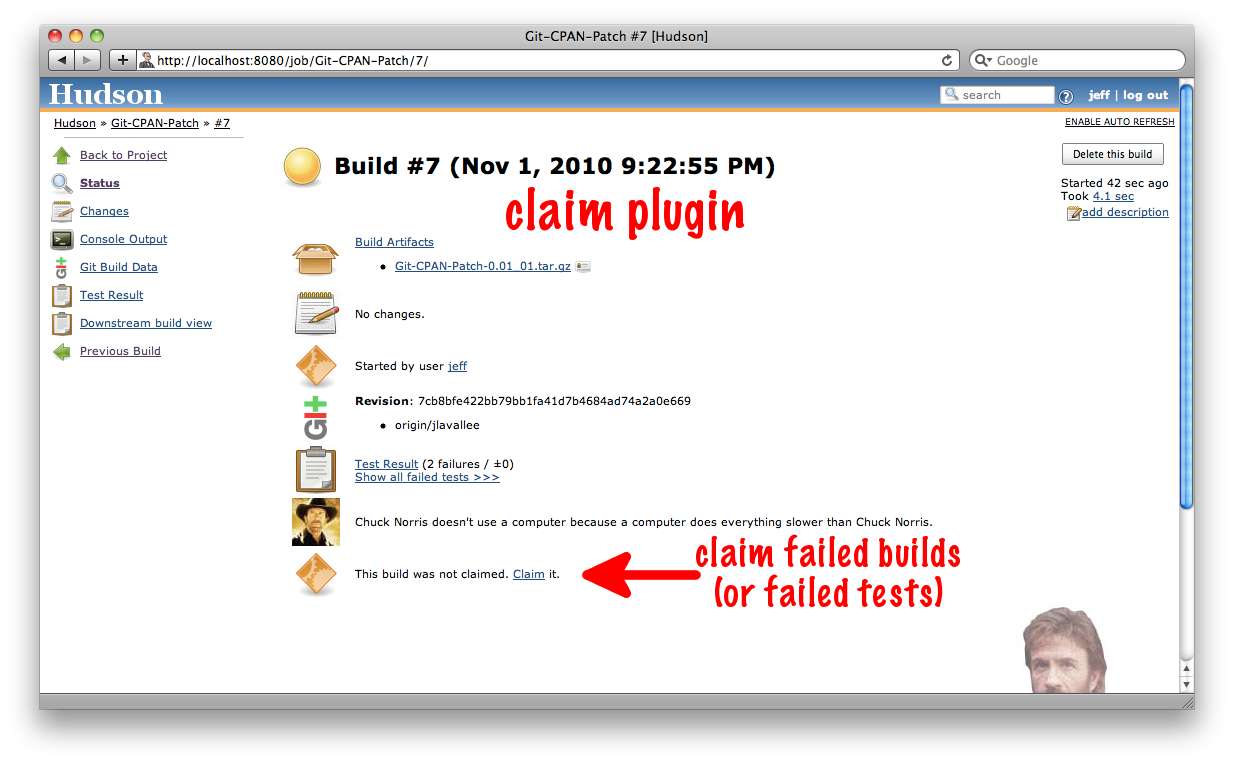 Git-CPAN-Patch #7 [Hudson]
http://localhost:8080/job/Git-CPAN-Patch/7/
Google
Hudson
search
jeff | log out
Hudson » Git-CPAN-Patch » #7
ENABLE AUTO REFRESH
Back to Project
Status
Changes
Console Output
Git Build Data
Test Result
Downstream build view
Previous Build
Build #7 (Nov 1, 2010 9:22:55 PM)
Delete this build
Started 42 sec ago
Took 4.1 sec
add description
claim plugin
Build Artifacts
Git-CPAN-Patch-0.01_01.tar.gz
No changes.
Started by user jeff
Git
Revision: 7cb8bfe422bb79bb1fa41d7b4684ad74a2a0e669
origin/jlavallee
Test Result (2 failures / ±0)
Show all failed tests >>>
Chuck Norris doesn't use a computer because a computer does everything slower than Chuck Norris.
This build was not claimed. Claim it.
claim failed builds
(or failed tests)